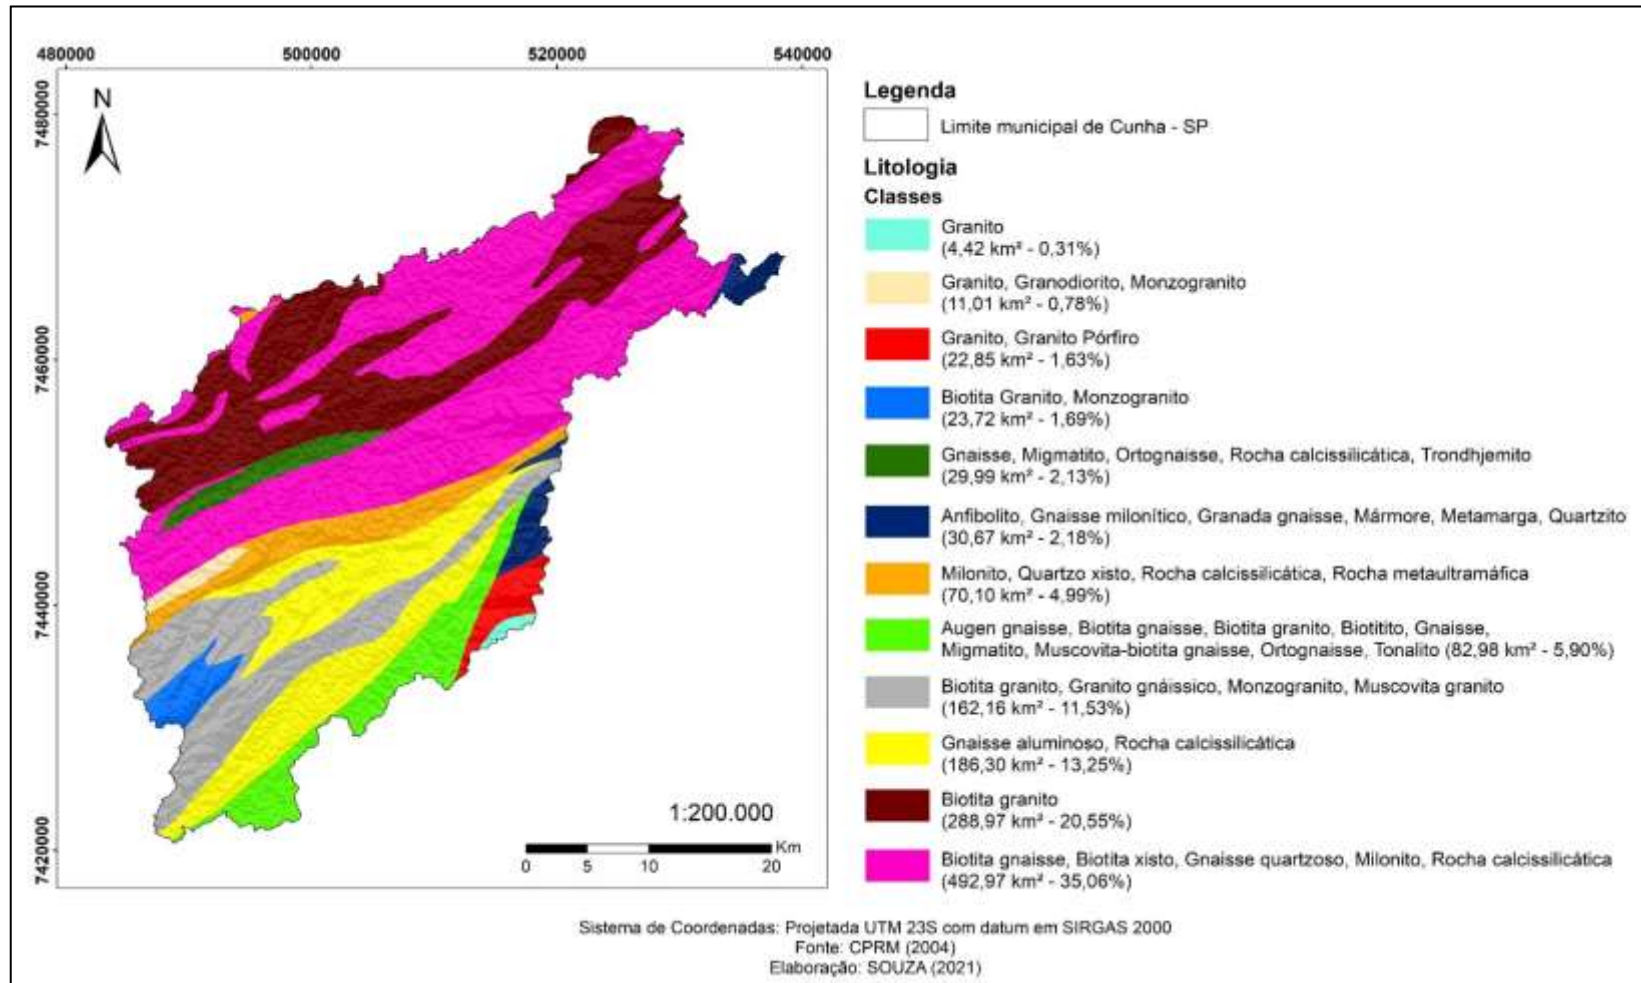 480000
500000
520000
540000
7480000
7460000
7440000
7420000
N
1:200.000
Km
0
5
10
20
Legenda
Limite municipal de Cunha - SP
Litologia
Classes
Granito
(4,42 km² - 0,31%)
Granito, Granodiorito, Monzogranito
(11,01 km² - 0,78%)
Granito, Granito Pórfiro
(22,85 km² - 1,63%)
Biotita Granito, Monzogranito
(23,72 km² - 1,69%)
Gnaisse, Migmatito, Ortognaisse, Rocha calcissilicática, Trondhjemito
(29,99 km² - 2,13%)
Anfibolito, Gnaisse milonítico, Granada gnaisse, Mármore, Metamarga, Quartzito
(30,67 km² - 2,18%)
Milonito, Quartzo xisto, Rocha calcissilicática, Rocha metaultramáfica
(70,10 km² - 4,99%)
Augen gnaisse, Biotita gnaisse, Biotita granito, Biotitito, Gnaisse,
Migmatito, Muscovita-biotita gnaisse, Ortognaisse, Tonalito (82,98 km² - 5,90%)
Biotita granito, Granito gnáissico, Monzogranito, Muscovita granito
(162,16 km² - 11,53%)
Gnaisse aluminoso, Rocha calcissilicática
(186,30 km² - 13,25%)
Biotita granito
(288,97 km² - 20,55%)
Biotita gnaisse, Biotita xisto, Gnaisse quartzoso, Milonito, Rocha calcissilicática
(492,97 km² - 35,06%)
Sistema de Coordenadas: Projetada UTM 23S com datum em SIRGAS 2000
Fonte: CPRM (2004)
Elaboração: SOUZA (2021)